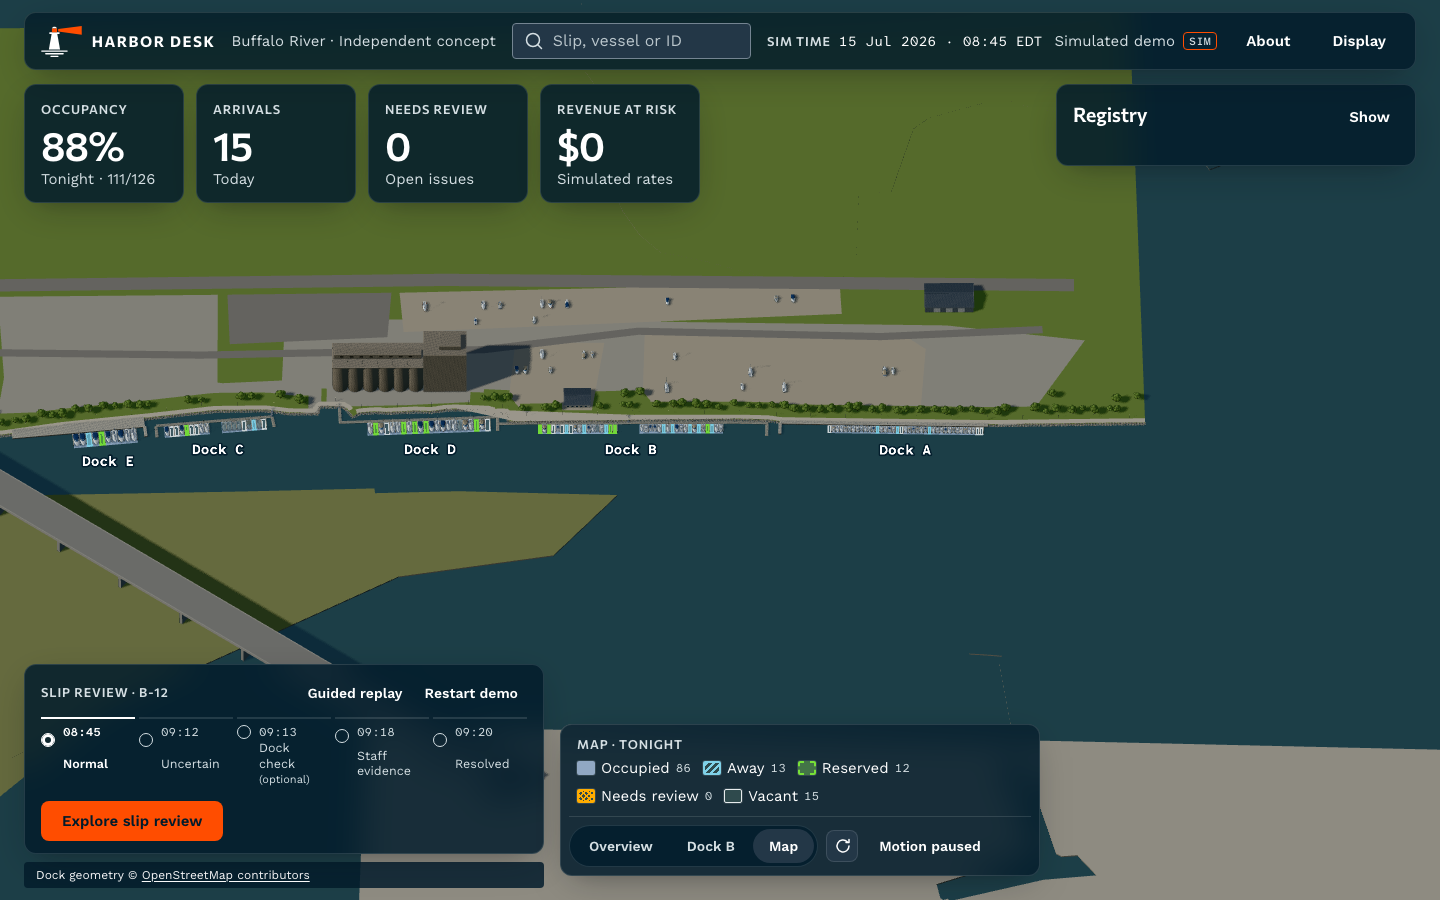 HARBOR DESK
Buffalo River · Independent concept
Slip, vessel or ID
SIM TIME 15 Jul 2026 · 08:45 EDT
Simulated demo SIM
About
Display
OCCUPANCY
88%
Tonight · 111/126
ARRIVALS
15
Today
NEEDS REVIEW
0
Open issues
REVENUE AT RISK
$0
Simulated rates
Registry
Show
Dock E
Dock C
Dock D
Dock B
Dock A
SLIP REVIEW · B-12
Guided replay
Restart demo
08:45
Normal
09:12
Uncertain
09:13
Dock
check
(optional)
09:18
Staff
evidence
09:20
Resolved
Explore slip review
Dock geometry © OpenStreetMap contributors
MAP · TONIGHT
Occupied 86 Away 13 Reserved 12
Needs review 0 Vacant 15
Overview
Dock B
Map
Motion paused